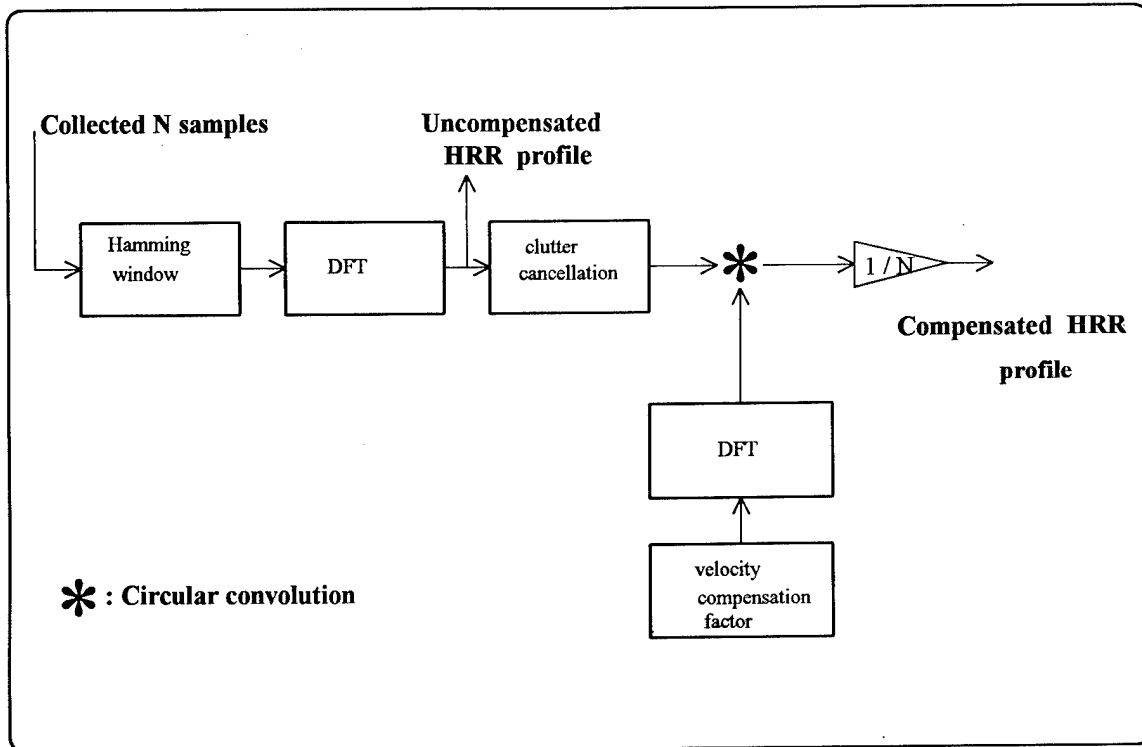 Collected N samples
Uncompensated
HRR profile
Hamming
window
DFT
clutter
cancellation
*
1 / N
Compensated HRR
profile
DFT
velocity
compensation
factor
* : Circular convolution